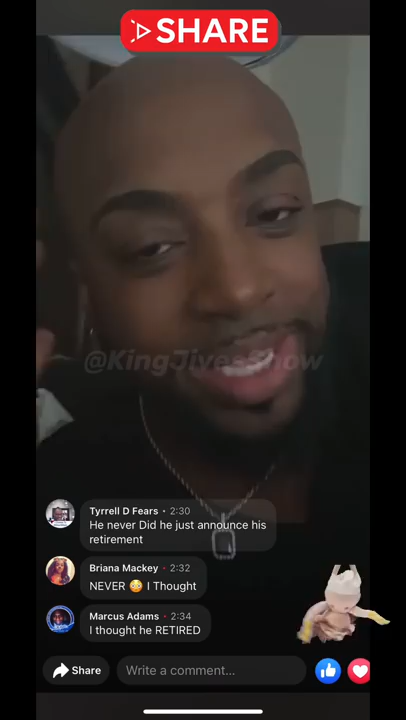 SHARE
@KingJivesShow
Tyrrell D Fears • 2:30
He never Did he just announce his
retirement
Briana Mackey • 2:32
NEVER 😳 I Thought
Marcus Adams • 2:34
I thought he RETIRED
Share
Write a comment...